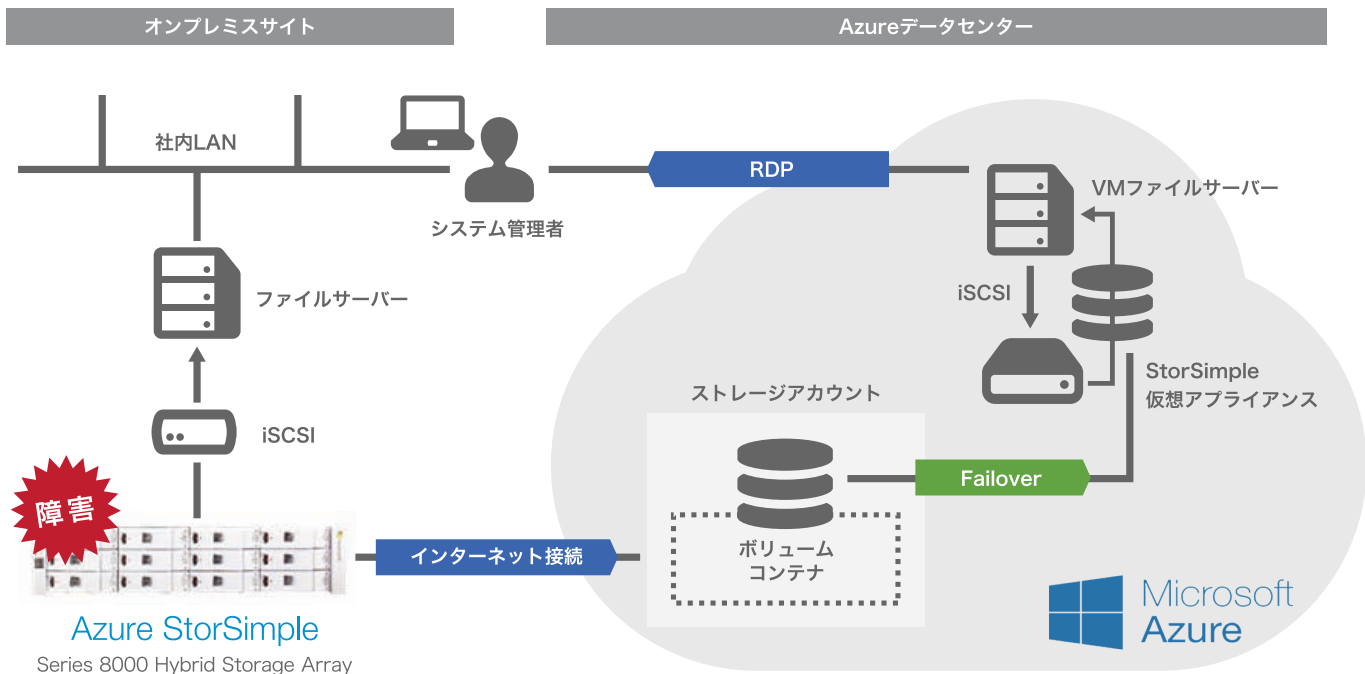 オンプレミスサイト
Azureデータセンター
社内LAN
システム管理者
RDP
VMファイルサーバー
ファイルサーバー
iSCSI
iSCSI
StorSimple
仮想アプライアンス
ストレージアカウント
Failover
ボリューム
コンテナ
障害
インターネット接続
Azure StorSimple
Series 8000 Hybrid Storage Array
Microsoft
Azure